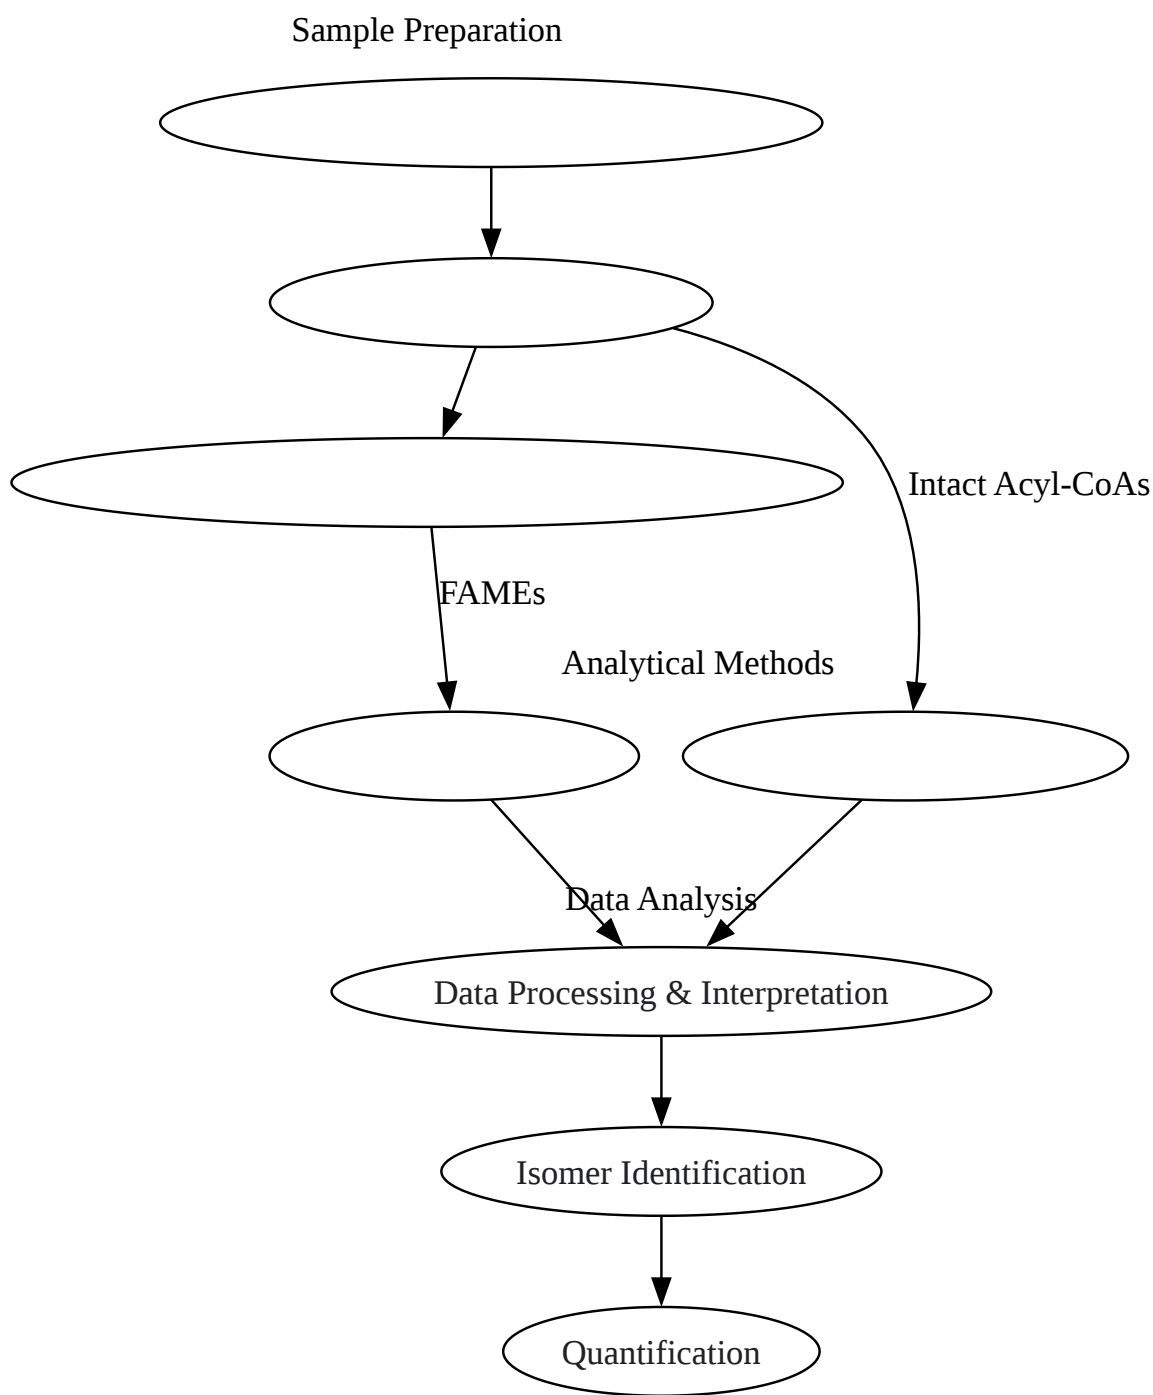 Sample Preparation
Intact Acyl-CoAs
FAMEs
Analytical Methods
Data Analysis
Data Processing & Interpretation
Isomer Identification
Quantification